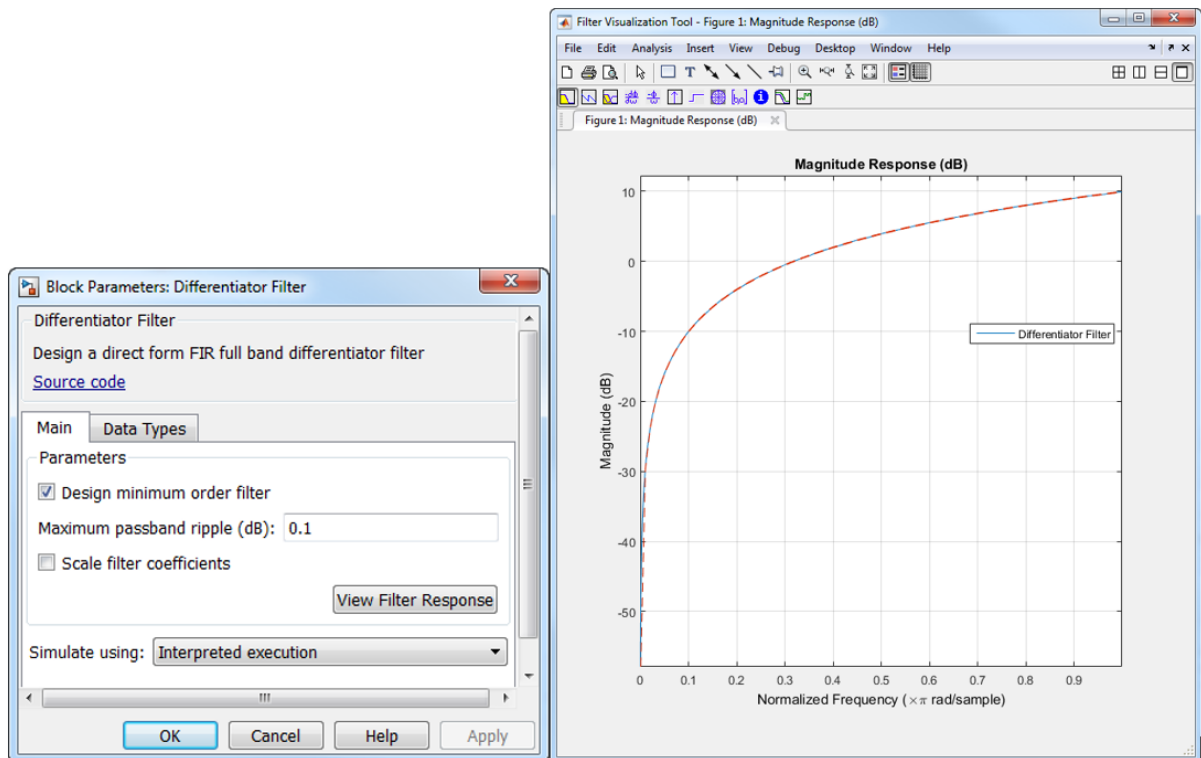 Block Parameters: Differentiator Filter
Differentiator Filter
Design a direct form FIR full band differentiator filter
Source code
Main
Data Types
Parameters
Design minimum order filter
Maximum passband ripple (dB): 0.1
Scale filter coefficients
View Filter Response
Simulate using: Interpreted execution
OK Cancel Help Apply
Filter Visualization Tool - Figure 1: Magnitude Response (dB)
File Edit Analysis Insert View Debug Desktop Window Help
Figure 1: Magnitude Response (dB)
Magnitude Response (dB)
10
0
-10
-20
-30
-40
-50
Magnitude (dB)
Differentiator Filter
0 0.1 0.2 0.3 0.4 0.5 0.6 0.7 0.8 0.9
Normalized Frequency (×π rad/sample)